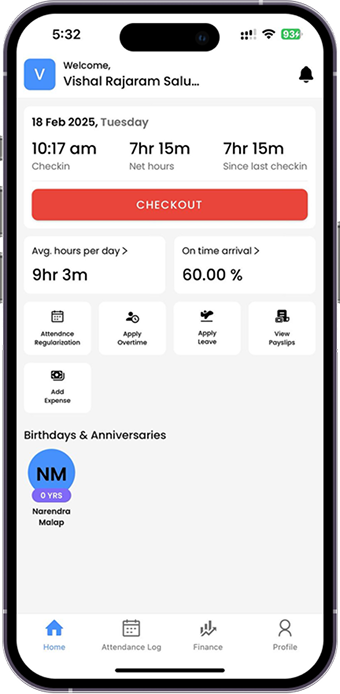 5:32
93
V
Welcome,
Vishal Rajaram Salu...
18 Feb 2025, Tuesday
10:17 am 7hr 15m 7hr 15m
Checkin Net hours Since last checkin
CHECKOUT
Avg. hours per day > On time arrival >
9hr 3m 60.00 %
Attendnce Apply Apply View
Regularization Overtime Leave Payslips
Add
Expense
Birthdays & Anniversaries
NM
0 YRS
Narendra
Malap
Home Attendance Log Finance Profile